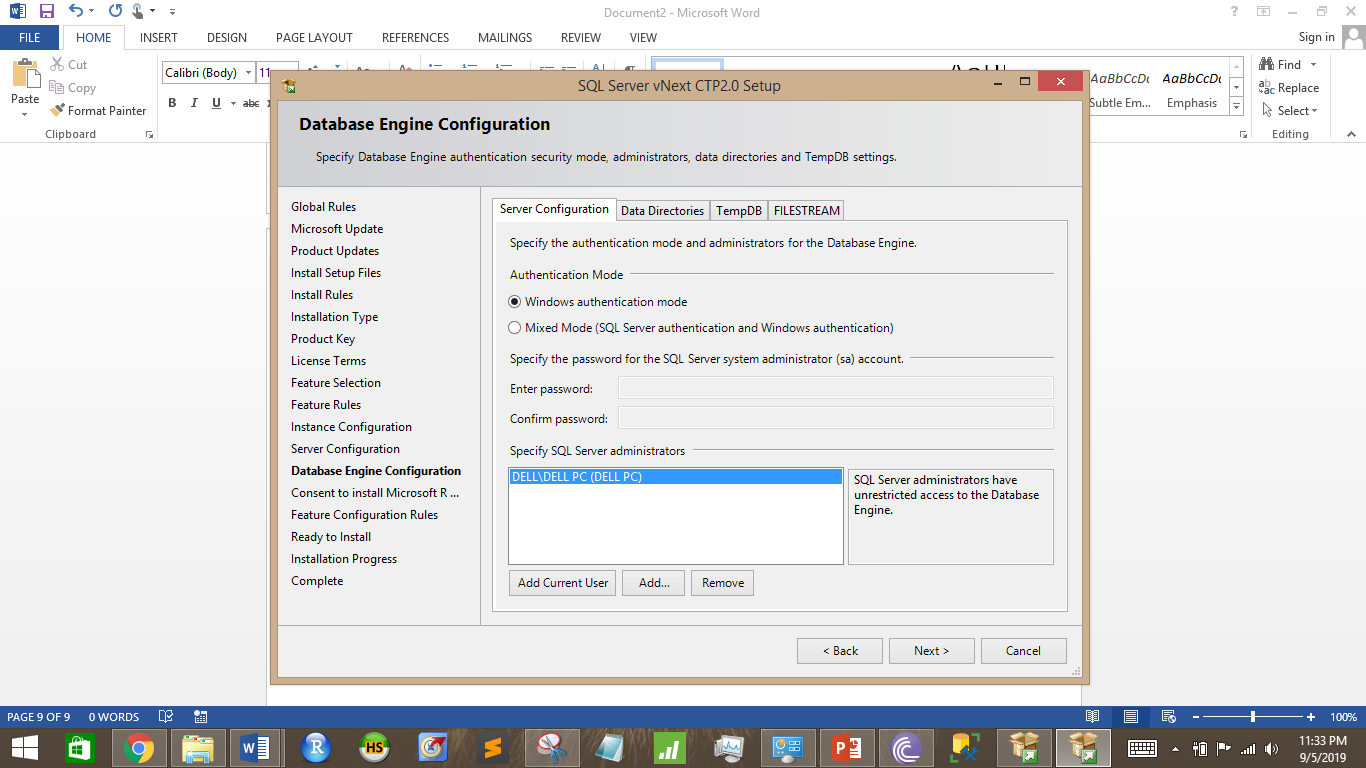 Document2 - Microsoft Word
FILE HOME INSERT DESIGN PAGE LAYOUT REFERENCES MAILINGS REVIEW VIEW Sign in
Paste
Cut
Copy
Format Painter
Clipboard
Calibri (Body) 11
B I U abc
AaBbCcDc AaBbCcDc
Subtle Em... Emphasis
Find
Replace
Select
Editing
SQL Server vNext CTP2.0 Setup
Database Engine Configuration
Specify Database Engine authentication security mode, administrators, data directories and TempDB settings.
Global Rules
Microsoft Update
Product Updates
Install Setup Files
Install Rules
Installation Type
Product Key
License Terms
Feature Selection
Feature Rules
Instance Configuration
Server Configuration
Database Engine Configuration
Consent to install Microsoft R ...
Feature Configuration Rules
Ready to Install
Installation Progress
Complete
Server Configuration Data Directories TempDB FILESTREAM
Specify the authentication mode and administrators for the Database Engine.
Authentication Mode
Windows authentication mode
Mixed Mode (SQL Server authentication and Windows authentication)
Specify the password for the SQL Server system administrator (sa) account.
Enter password:
Confirm password:
Specify SQL Server administrators
DELL\DELL PC (DELL PC)
SQL Server administrators have
unrestricted access to the Database
Engine.
Add Current User Add... Remove
< Back Next > Cancel
PAGE 9 OF 9 0 WORDS 100%
11:33 PM
9/5/2019